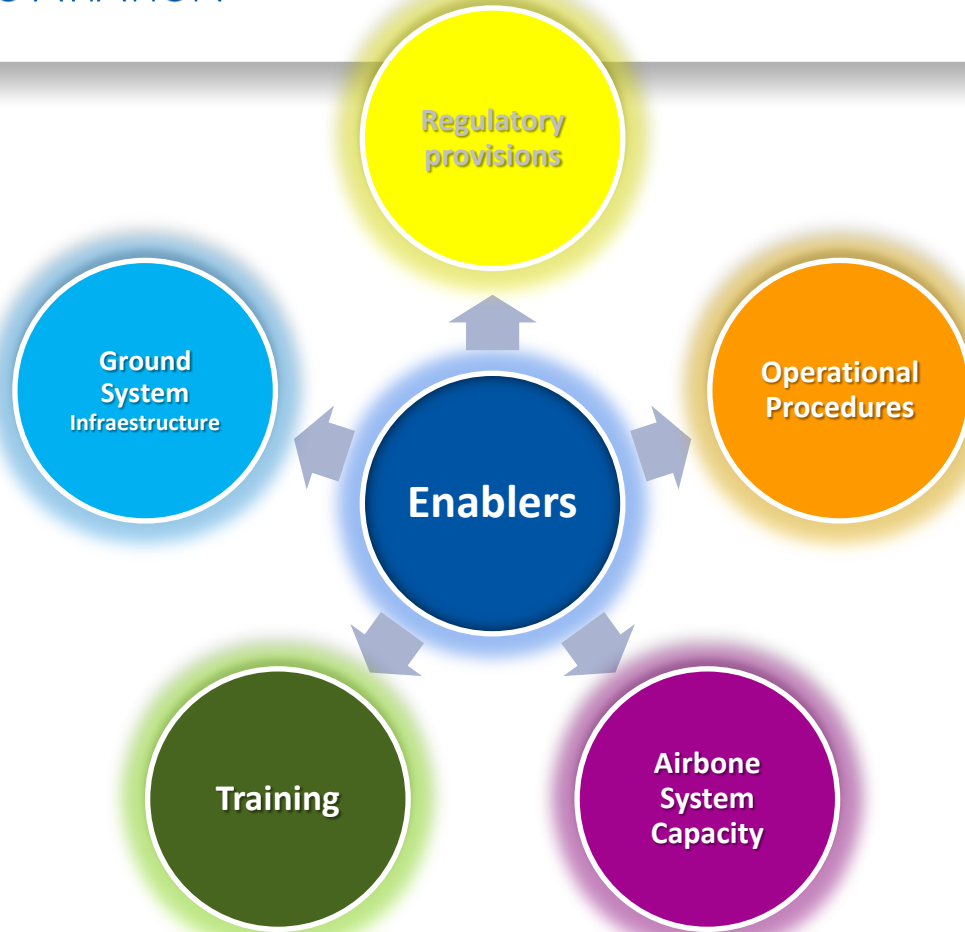 Regulatory
provisions
Ground
System
Infraestructure
Operational
Procedures
Enablers
Training
Airbone
System
Capacity